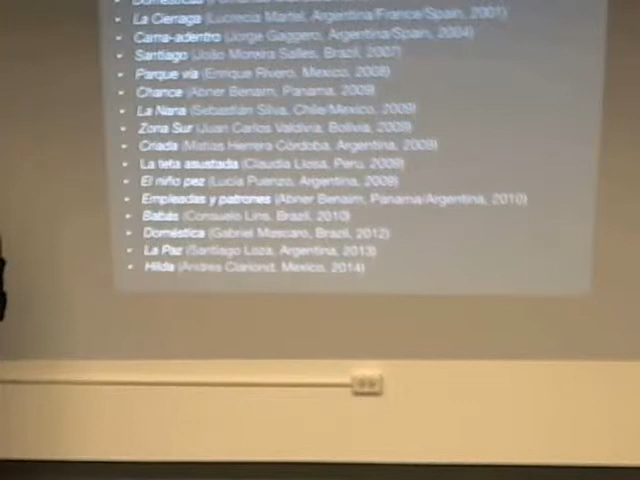 • La Cienaga (Lucrecia Martel, Argentina/France/Spain, 2001)
• Cama-adentro (Jorge Gaggero, Argentina/Spain, 2004)
• Santiago (João Moreira Salles, Brazil, 2007)
• Parque via (Enrique Rivero, Mexico, 2008)
• Chance (Abner Benaim, Panama, 2009)
• La Nana (Sebastián Silva, Chile/Mexico, 2009)
• Zona Sur (Juan Carlos Valdivia, Bolivia, 2009)
• Criada (Matías Herrera Córdoba, Argentina, 2009)
• La teta asustada (Claudia Llosa, Peru, 2009)
• El niño pez (Lucía Puenzo, Argentina, 2009)
• Empleadas y patrones (Abner Benaim, Panama/Argentina, 2010)
• Babás (Consuelo Lins, Brazil, 2010)
• Doméstica (Gabriel Mascaro, Brazil, 2012)
• La Paz (Santiago Loza, Argentina, 2013)
• Hilda (Andres Clariond, Mexico, 2014)